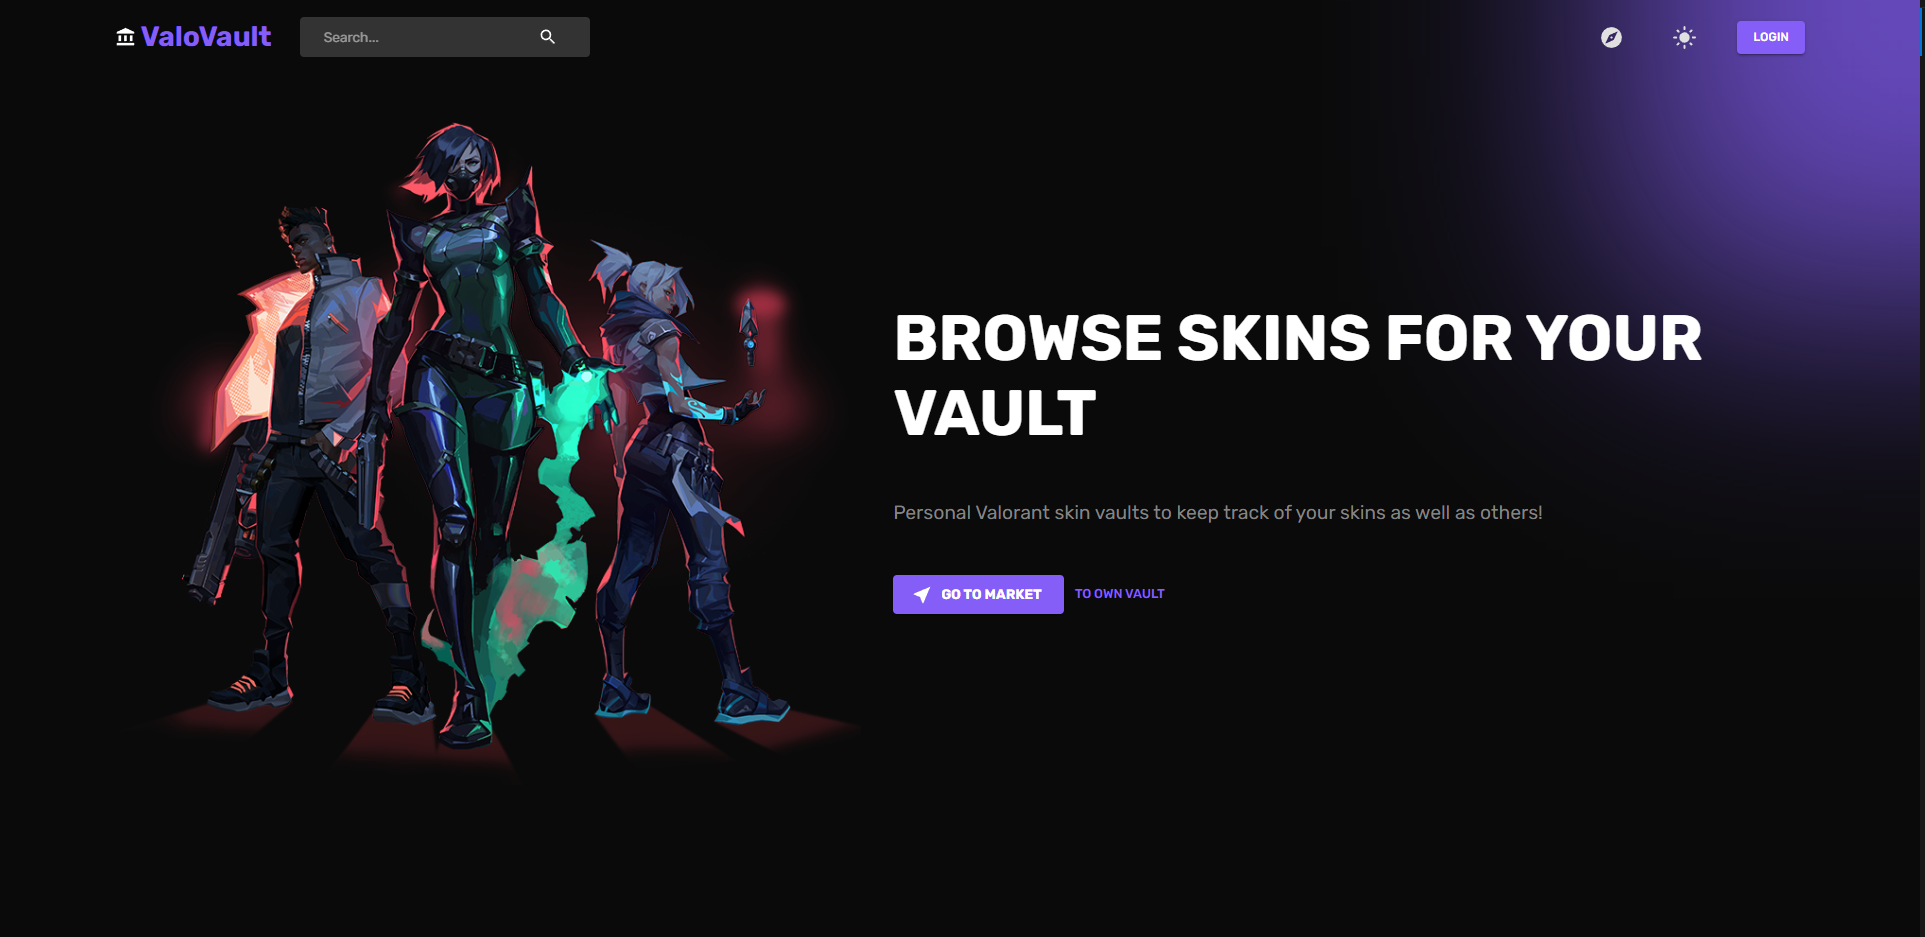 ValoVault
Search...
LOGIN
BROWSE SKINS FOR YOUR
VAULT
Personal Valorant skin vaults to keep track of your skins as well as others!
GO TO MARKET
TO OWN VAULT